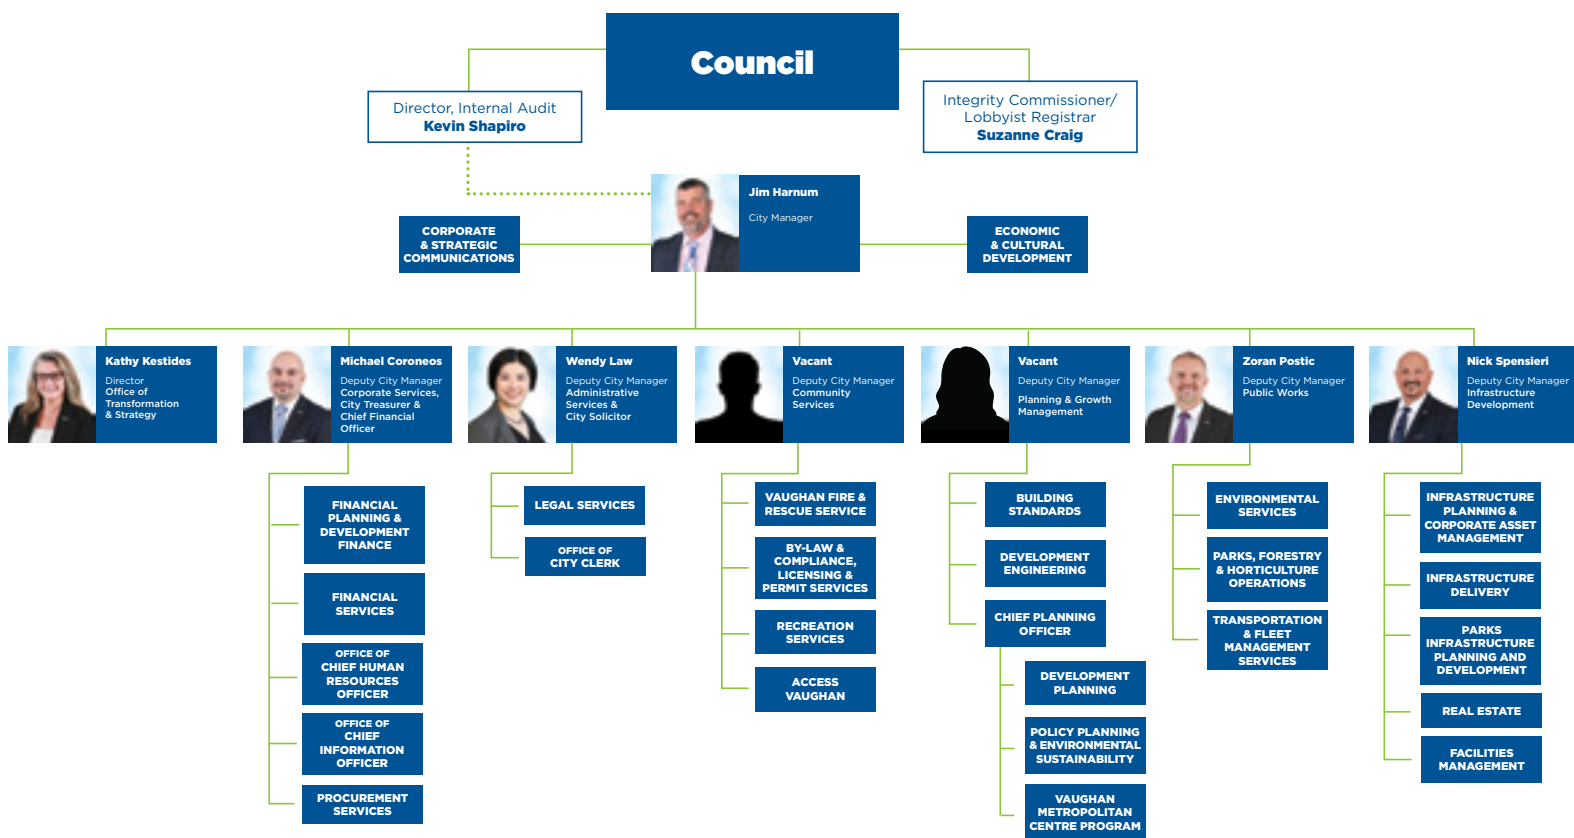 Council
Director, Internal Audit
Kevin Shapiro
Integrity Commissioner/
Lobbyist Registrar
Suzanne Craig
Jim Harnum
City Manager
CORPORATE
& STRATEGIC
COMMUNICATIONS
ECONOMIC
& CULTURAL
DEVELOPMENT
Kathy Kestides
Director
Office of
Transformation
& Strategy
Michael Coroneos
Deputy City Manager
Corporate Services,
City Treasurer &
Chief Financial
Officer
Wendy Law
Deputy City Manager
Administrative
Services &
City Solicitor
Vacant
Deputy City Manager
Community
Services
Vacant
Deputy City Manager
Planning & Growth
Management
Zoran Postic
Deputy City Manager
Public Works
Nick Spensieri
Deputy City Manager
Infrastructure
Development
FINANCIAL
PLANNING &
DEVELOPMENT
FINANCE
FINANCIAL
SERVICES
OFFICE OF
CHIEF HUMAN
RESOURCES
OFFICER
OFFICE OF
CHIEF
INFORMATION
OFFICER
PROCUREMENT
SERVICES
LEGAL SERVICES
OFFICE OF
CITY CLERK
VAUGHAN FIRE &
RESCUE SERVICE
BY-LAW &
COMPLIANCE,
LICENSING &
PERMIT SERVICES
RECREATION
SERVICES
ACCESS
VAUGHAN
BUILDING
STANDARDS
DEVELOPMENT
ENGINEERING
CHIEF PLANNING
OFFICER
DEVELOPMENT
PLANNING
POLICY PLANNING
& ENVIRONMENTAL
SUSTAINABILITY
VAUGHAN
METROPOLITAN
CENTRE PROGRAM
ENVIRONMENTAL
SERVICES
PARKS, FORESTRY
& HORTICULTURE
OPERATIONS
TRANSPORTATION
& FLEET
MANAGEMENT
SERVICES
INFRASTRUCTURE
PLANNING &
CORPORATE ASSET
MANAGEMENT
INFRASTRUCTURE
DELIVERY
PARKS
INFRASTRUCTURE
PLANNING AND
DEVELOPMENT
REAL ESTATE
FACILITIES
MANAGEMENT